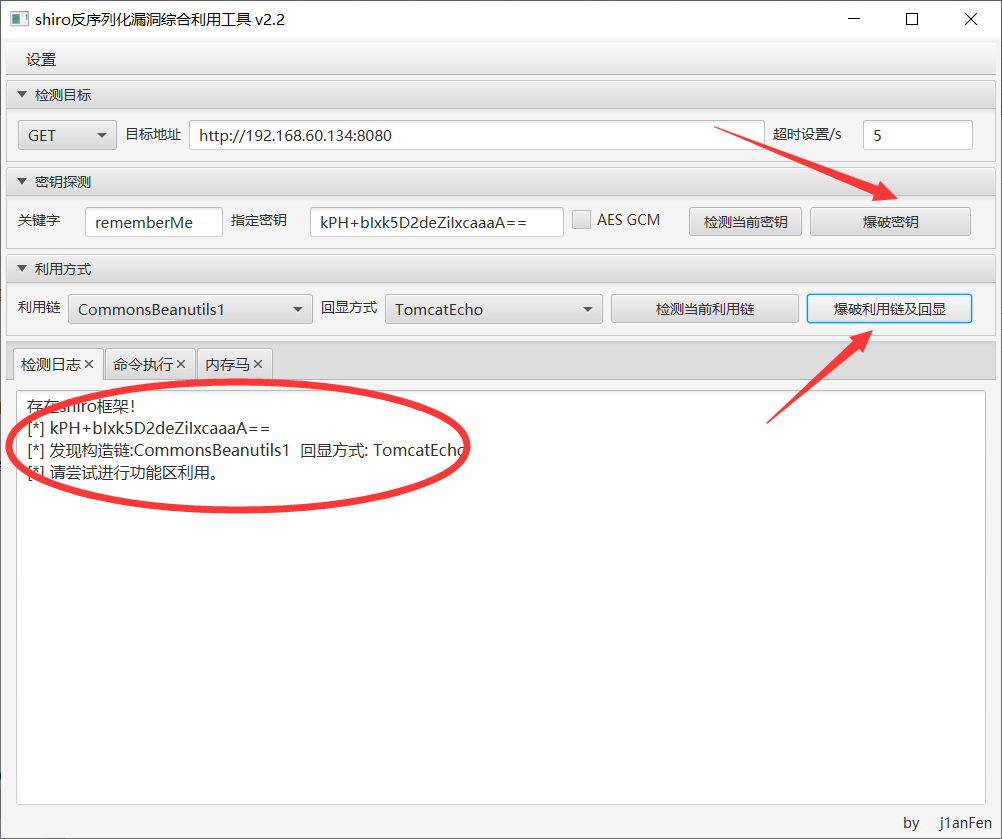 shiro反序列化漏洞综合利用工具 v2.2
设置
检测目标
GET 目标地址 http://192.168.60.134:8080 超时设置/s 5
密钥探测
关键字 rememberMe 指定密钥 kPH+bIxk5D2deZiIxcaaaA== AES GCM 检测当前密钥 爆破密钥
利用方式
利用链 CommonsBeanutils1 回显方式 TomcatEcho 检测当前利用链 爆破利用链及回显
检测日志 命令执行 内存马
存在shiro框架！
[*] kPH+bIxk5D2deZiIxcaaaA==
[*] 发现构造链:CommonsBeanutils1 回显方式: TomcatEcho
[*] 请尝试进行功能区利用。
by j1anFen